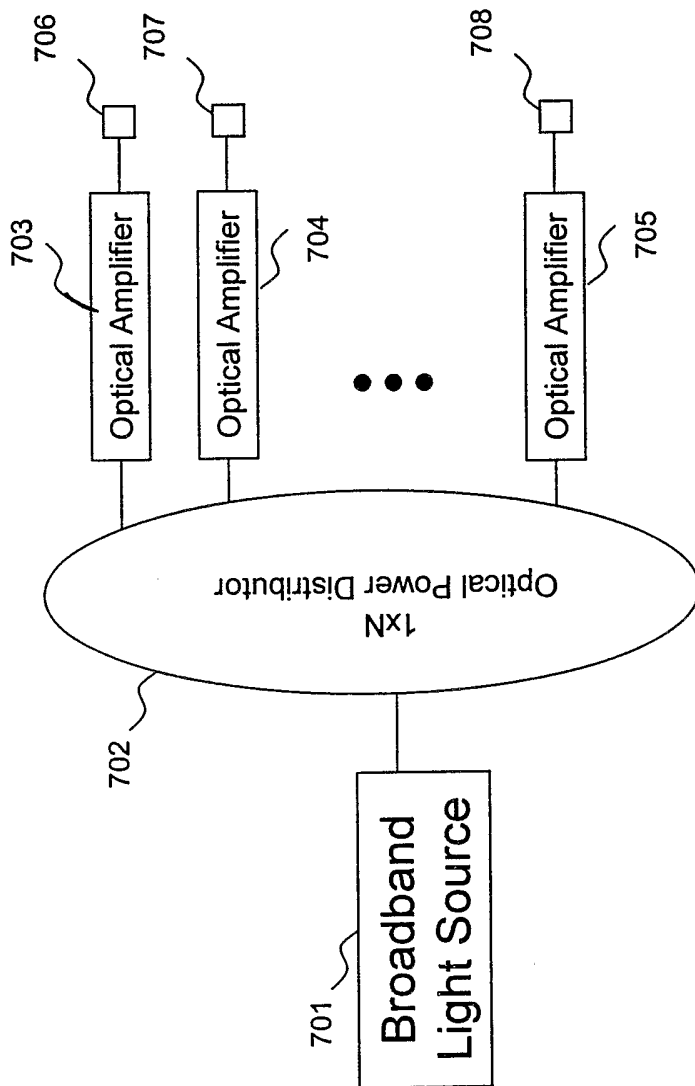 706
707
708
703
Optical Amplifier
Optical Amplifier
704
Optical Amplifier
705
1xN
Optical Power Distributor
702
701
Broadband
Light Source